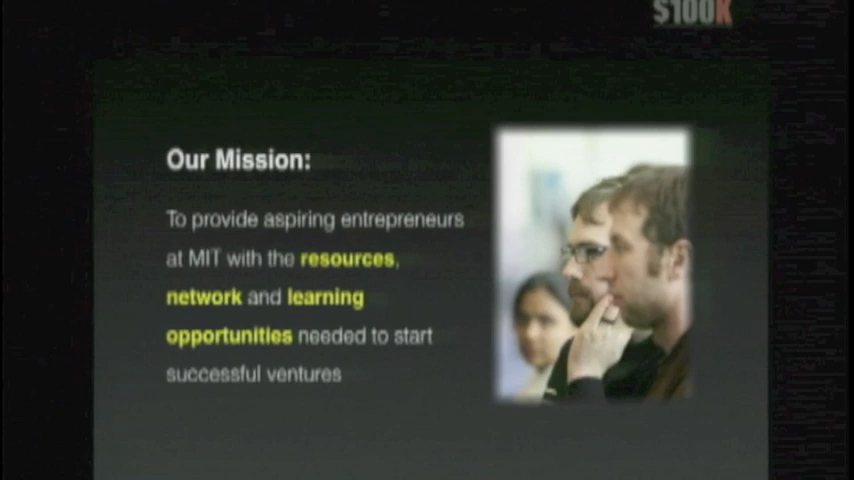 $100K
Our Mission:
To provide aspiring entrepreneurs
at MIT with the resources,
network and learning
opportunities needed to start
successful ventures